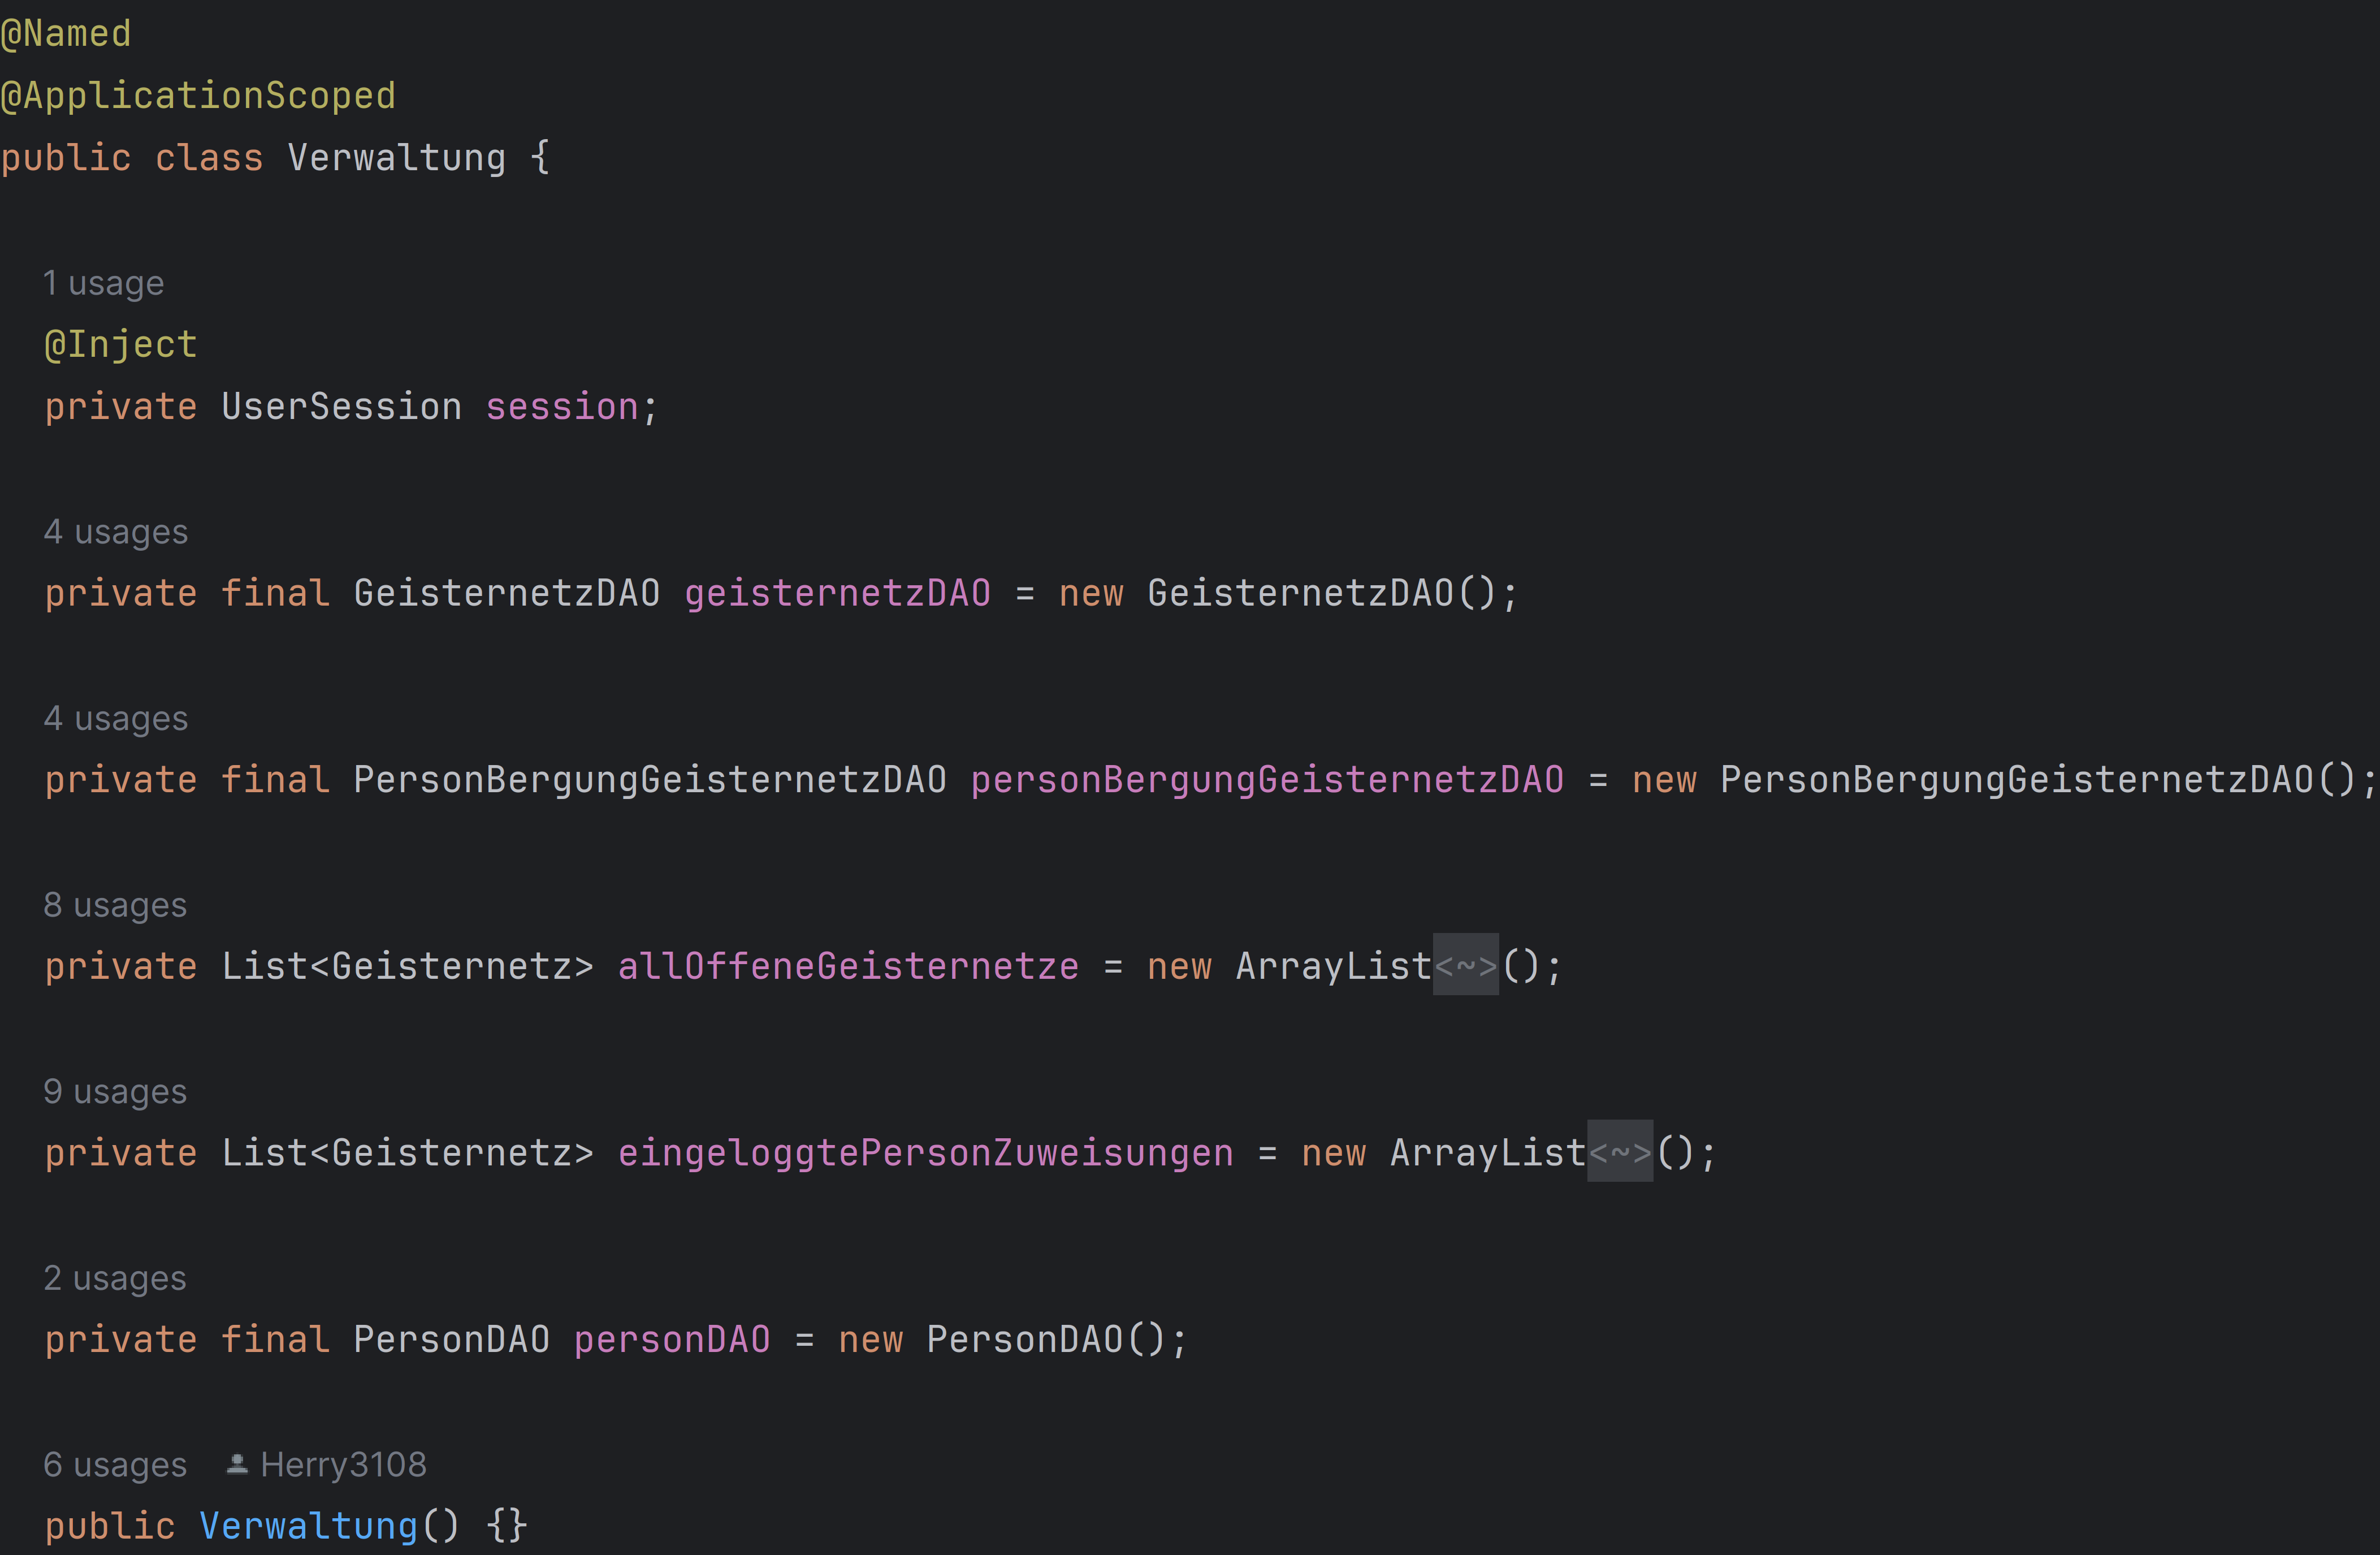 @Named
@ApplicationScoped
public class Verwaltung {
1 usage
@Inject
private UserSession session;
4 usages
private final GeisternetzDAO geisternetzDAO = new GeisternetzDAO();
4 usages
private final PersonBergungGeisternetzDAO personBergungGeisternetzDAO = new PersonBergungGeisternetzDAO();
8 usages
private List<Geisternetz> allOffeneGeisternetze = new ArrayList<~>();
9 usages
private List<Geisternetz> eingeloggtePersonZuweisungen = new ArrayList<~>();
2 usages
private final PersonDAO personDAO = new PersonDAO();
6 usages Herry3108
public Verwaltung() {}